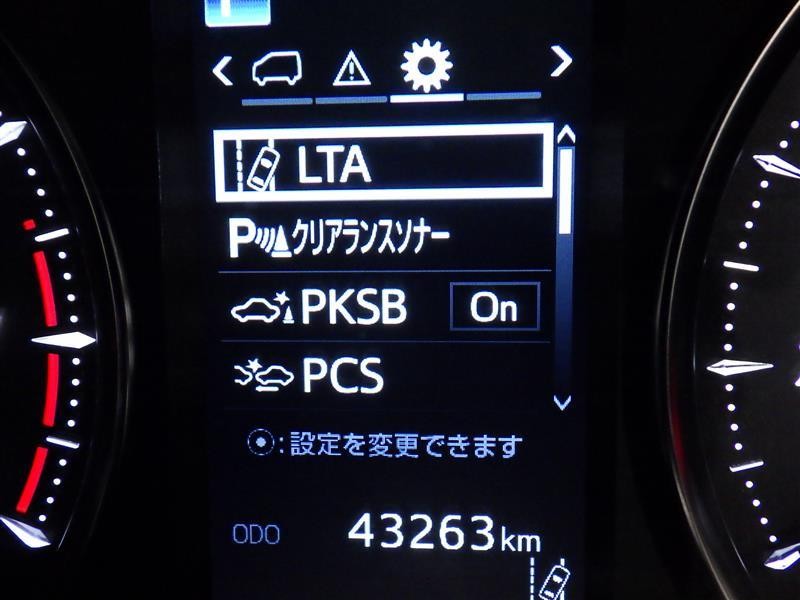 LTA
P クリアランスソナー
PKSB On
PCS
:設定を変更できます
ODO 43263km